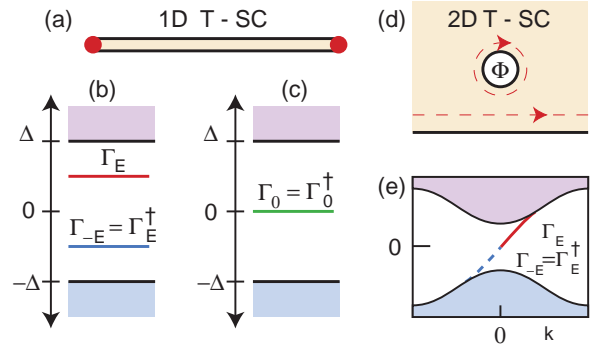 (a)
1D T - SC
(b)
Δ
0
−Δ
Γ_E
Γ_{-E} = Γ_E^†
(c)
Δ
0
−Δ
Γ_0 = Γ_0^†
(d)
2D T - SC
Φ
(e)
0
Γ_E
Γ_{-E}=Γ_E^†
0
k